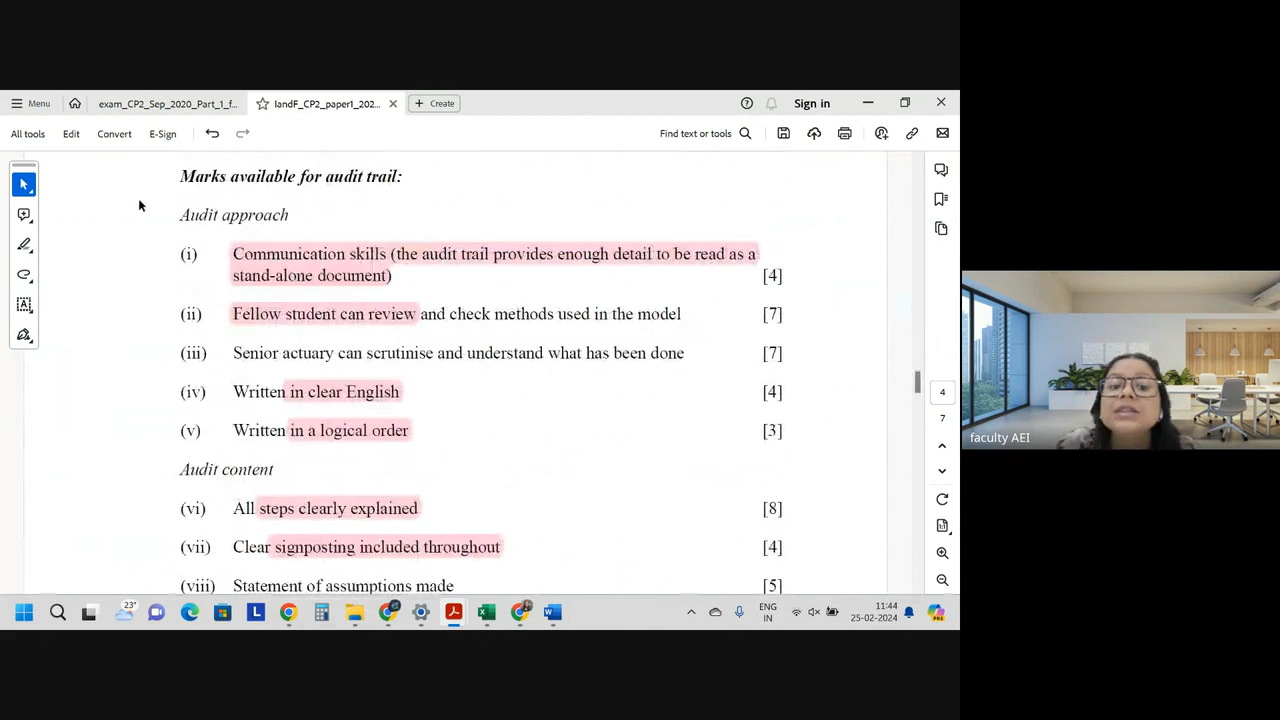 Menu
exam_CP2_Sep_2020_Part_1_f...
landF_CP2_paper1_202...
Create
Sign in
All tools
Edit
Convert
E-Sign
Find text or tools
Marks available for audit trail:
Audit approach
(i) Communication skills (the audit trail provides enough detail to be read as a
stand-alone document) [4]
(ii) Fellow student can review and check methods used in the model [7]
(iii) Senior actuary can scrutinise and understand what has been done [7]
(iv) Written in clear English [4]
(v) Written in a logical order [3]
Audit content
(vi) All steps clearly explained [8]
(vii) Clear signposting included throughout [4]
(viii) Statement of assumptions made [5]
4
7
faculty AEI
23°
L
ENG
IN
11:44
25-02-2024